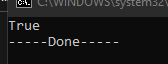 C:\WINDOWS\system32\
True
-----Done-----